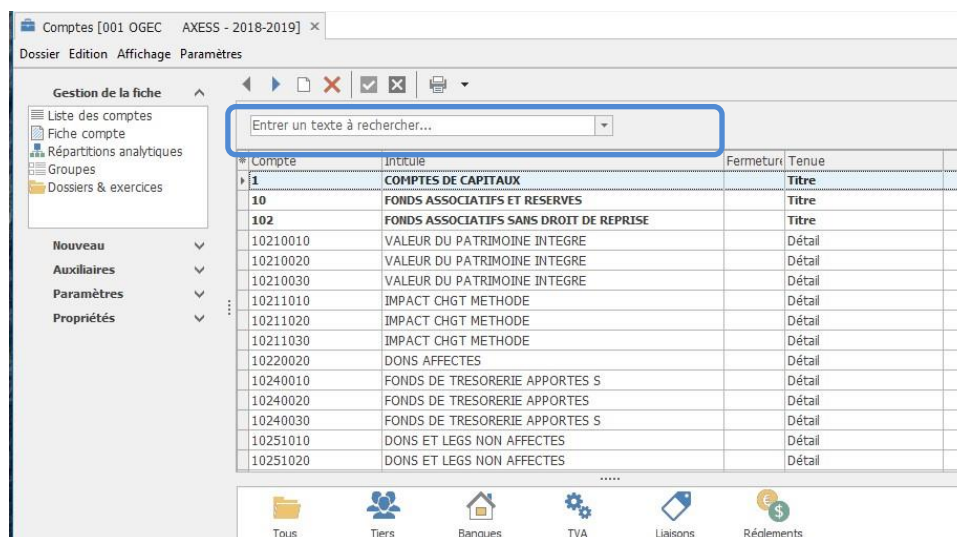 Comptes [001 OGEC AXESS - 2018-2019] ×
Dossier Edition Affichage Paramètres
Gestion de la fiche
Liste des comptes
Fiche compte
Répartitions analytiques
Groupes
Dossiers & exercices
Nouveau
Auxiliaires
Paramètres
Propriétés
Entrer un texte à rechercher...
* Compte Intitulé Fermeture Tenue
1 COMPTES DE CAPITAUX Titre
10 FONDS ASSOCIATIFS ET RESERVES Titre
102 FONDS ASSOCIATIFS SANS DROIT DE REPRISE Titre
10210010 VALEUR DU PATRIMOINE INTEGRE Détail
10210020 VALEUR DU PATRIMOINE INTEGRE Détail
10210030 VALEUR DU PATRIMOINE INTEGRE Détail
10211010 IMPACT CHGT METHODE Détail
10211020 IMPACT CHGT METHODE Détail
10211030 IMPACT CHGT METHODE Détail
10220020 DONS AFFECTES Détail
10240010 FONDS DE TRESORERIE APPORTES S Détail
10240020 FONDS DE TRESORERIE APPORTES Détail
10240030 FONDS DE TRESORERIE APPORTES S Détail
10251010 DONS ET LEGS NON AFFECTES Détail
10251020 DONS ET LEGS NON AFFECTES Détail
Tous Tiers Banques TVA Liaisons Réglements